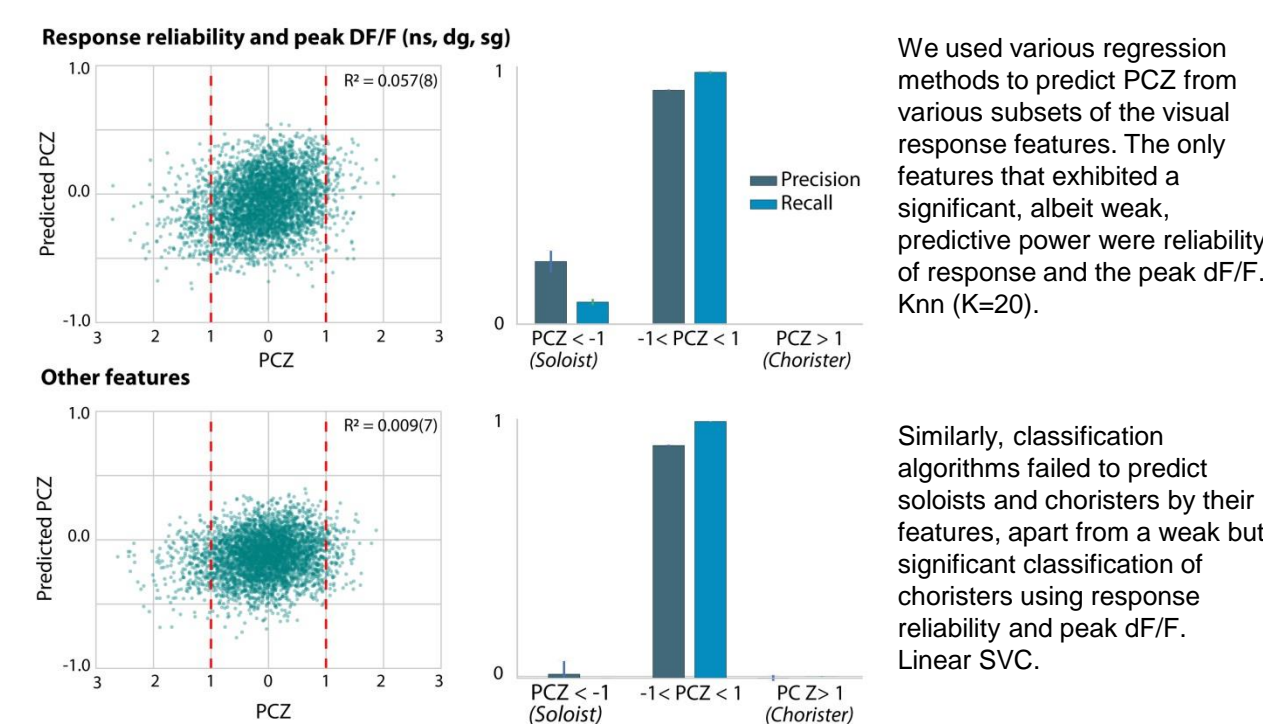 Response reliability and peak DF/F (ns, dg, sg)
1.0
R² = 0.057(8)
Predicted PCZ
0.0
-1.0
3 2 1 0 1 2 3
PCZ
1
Precision
Recall
0
PCZ < -1
(Soloist)
-1< PCZ < 1
PCZ > 1
(Chorister)
We used various regression
methods to predict PCZ from
various subsets of the visual
response features. The only
features that exhibited a
significant, albeit weak,
predictive power were reliability
of response and the peak dF/F.
Knn (K=20).
Other features
1.0
R² = 0.009(7)
Predicted PCZ
0.0
-1.0
3 2 1 0 1 2 3
PCZ
1
0
PCZ < -1
(Soloist)
-1< PCZ < 1
PC Z> 1
(Chorister)
Similarly, classification
algorithms failed to predict
soloists and choristers by their
features, apart from a weak but
significant classification of
choristers using response
reliability and peak dF/F.
Linear SVC.